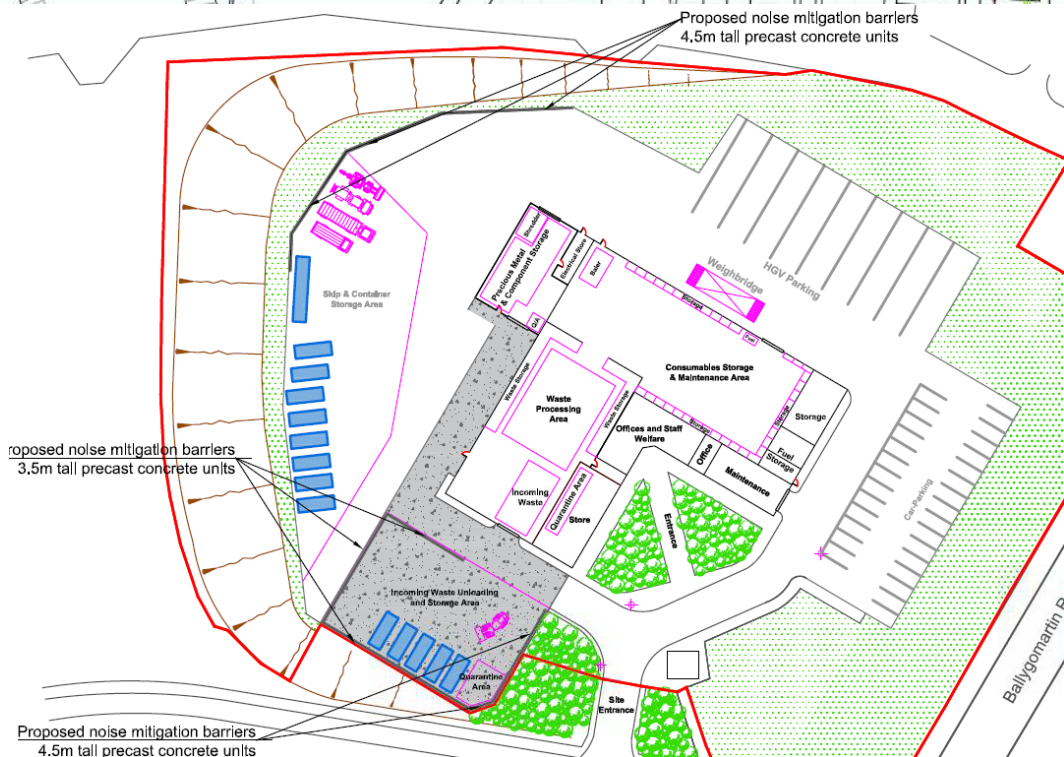 Proposed noise mitigation barriers
4.5m tall precast concrete units
Shredder
Precious Metal
& Component Storage
Electrical Store
Baler
Q/A
Weighbridge
HGV Parking
Skip & Container
Storage Area
Storage
Fuel
Consumables Storage
& Maintenance Area
Waste Storage
Waste
Processing
Area
Waste Storage
Storage
Storage
Storage
Offices and Staff
Welfare
Office
Fuel
Storage
Maintenance
roposed noise mitigation barriers
3.5m tall precast concrete units
Incoming
Waste
Quarantine Area
Store
Entrance
Car-Parking
Incoming Waste Unloading
and Storage Area
Quarantine
Area
Site
Entrance
Ballygomartin R
Proposed noise mitigation barriers
4.5m tall precast concrete units